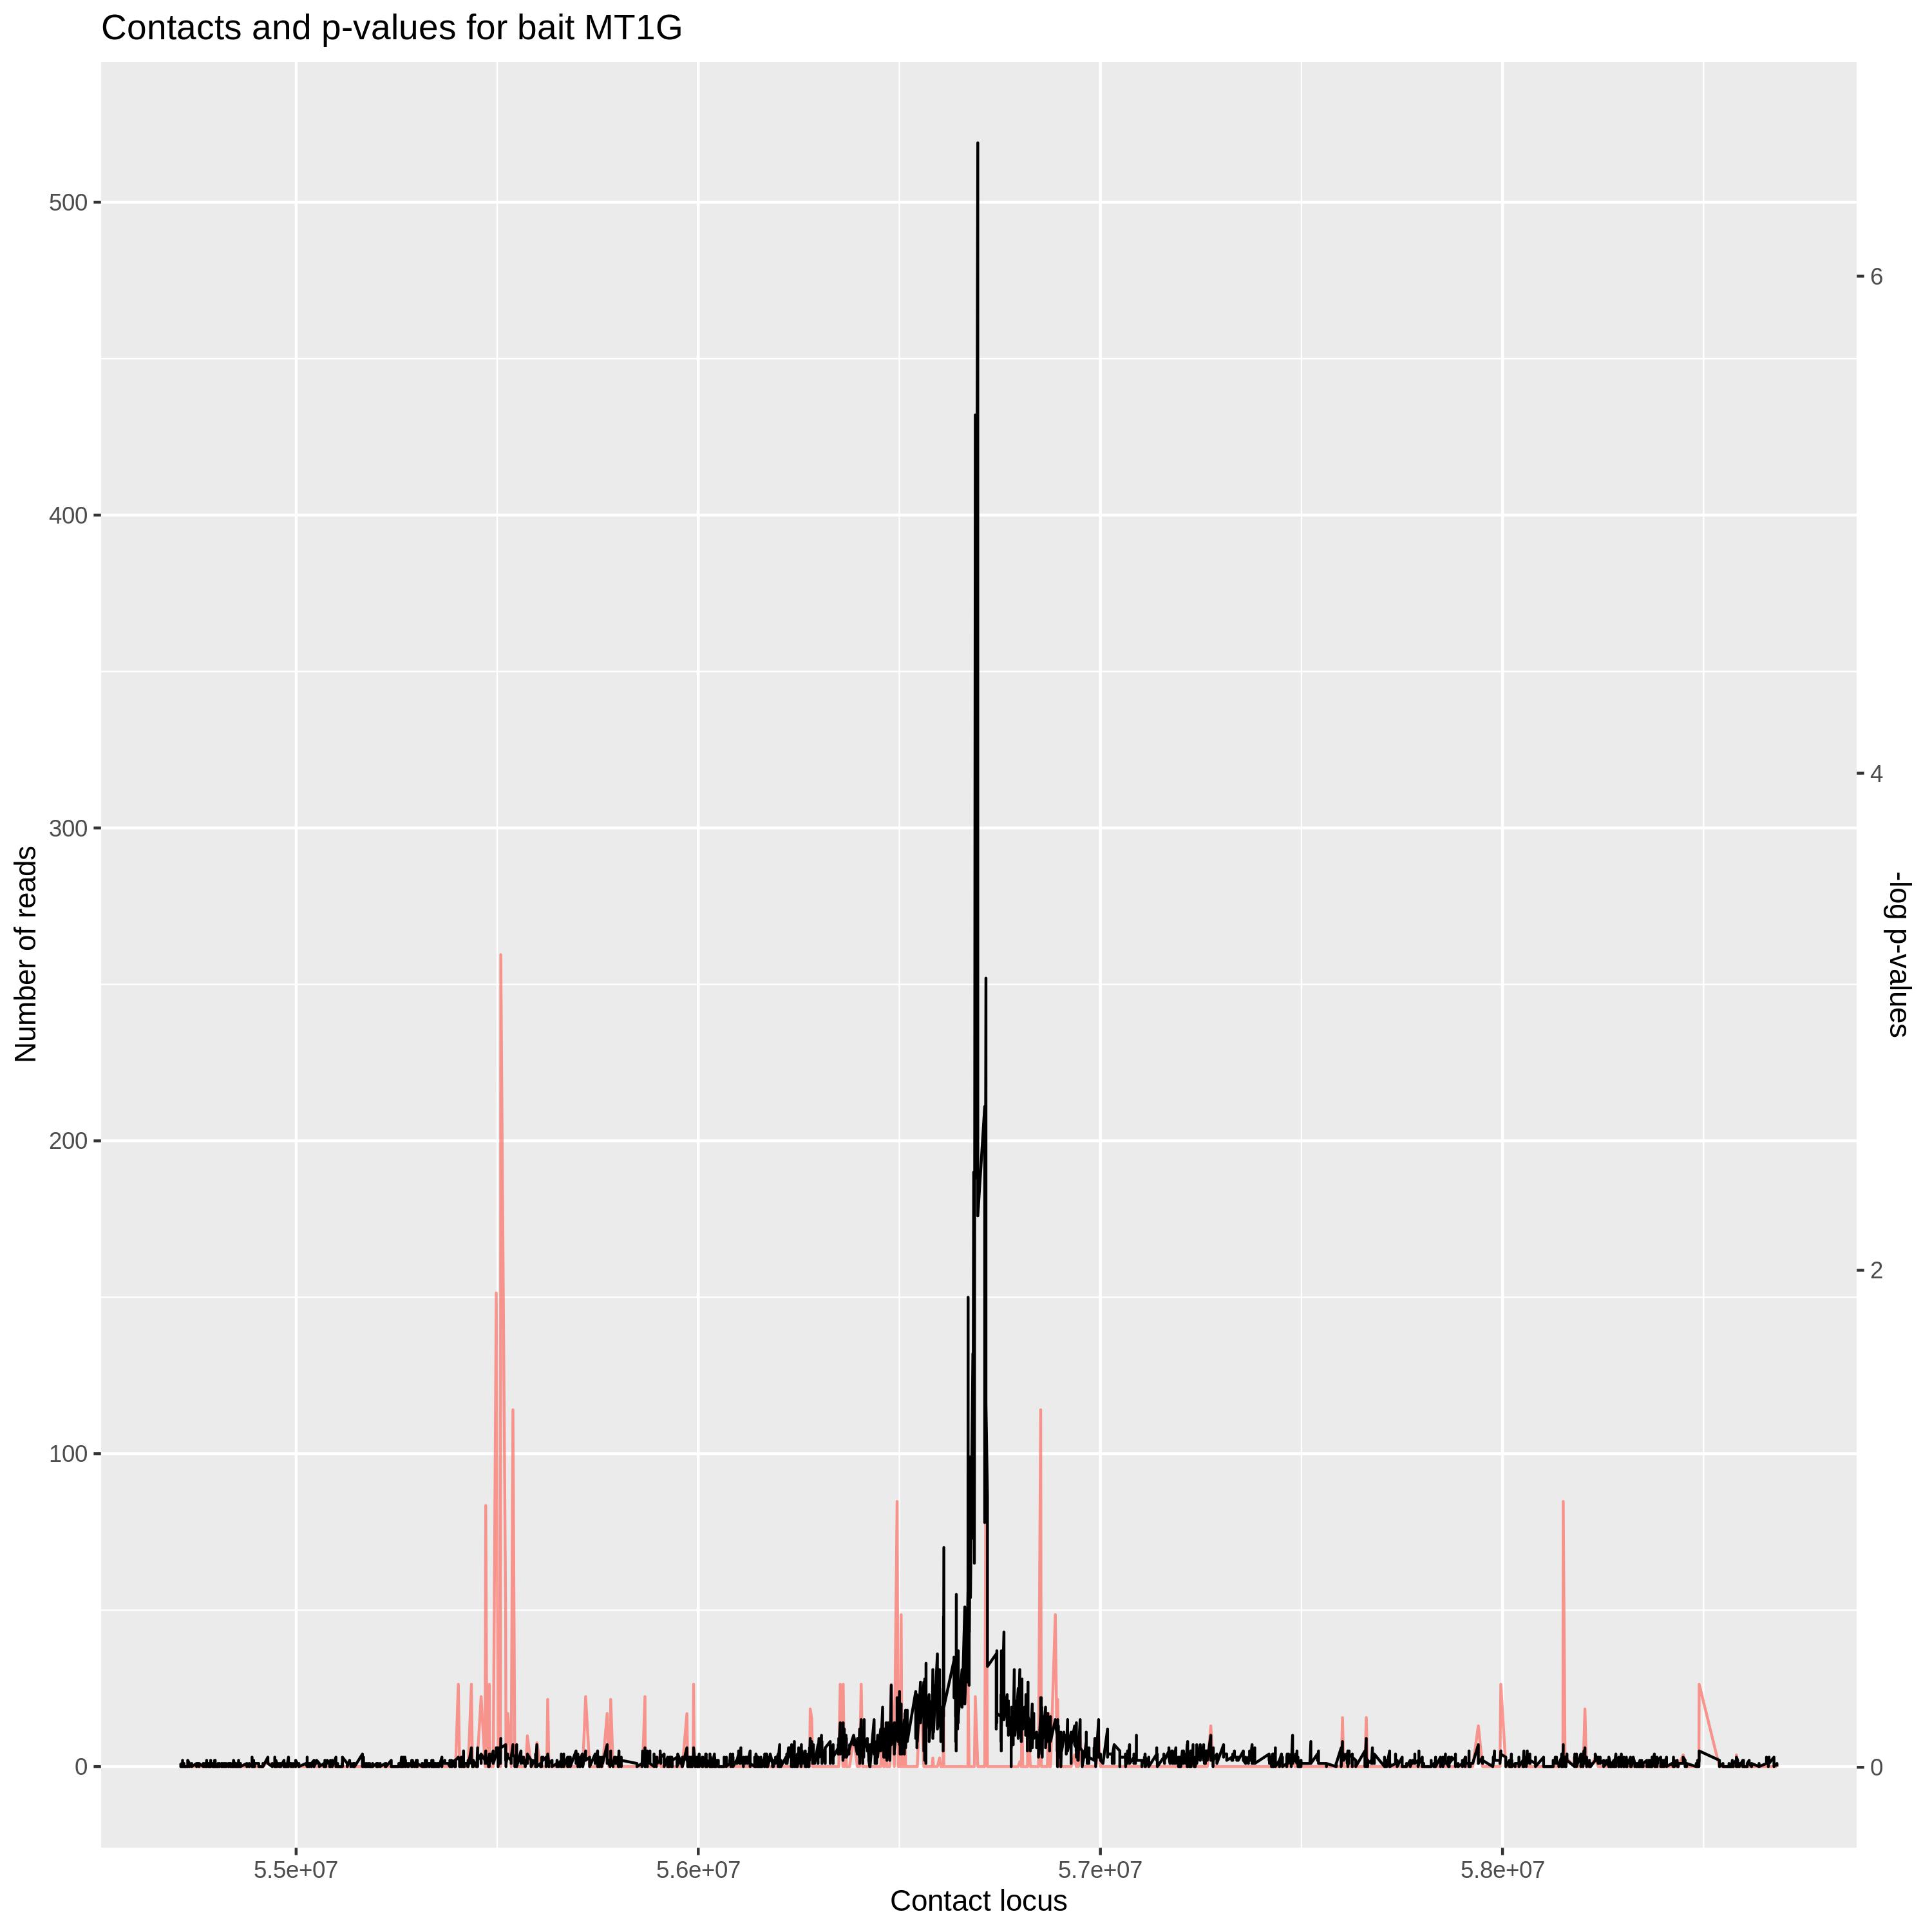 Contacts and p-values for bait MT1G
500
400
300
200
100
0
Number of reads
6
4
2
0
-log p-values
5.5e+07 5.6e+07 5.7e+07 5.8e+07
Contact locus